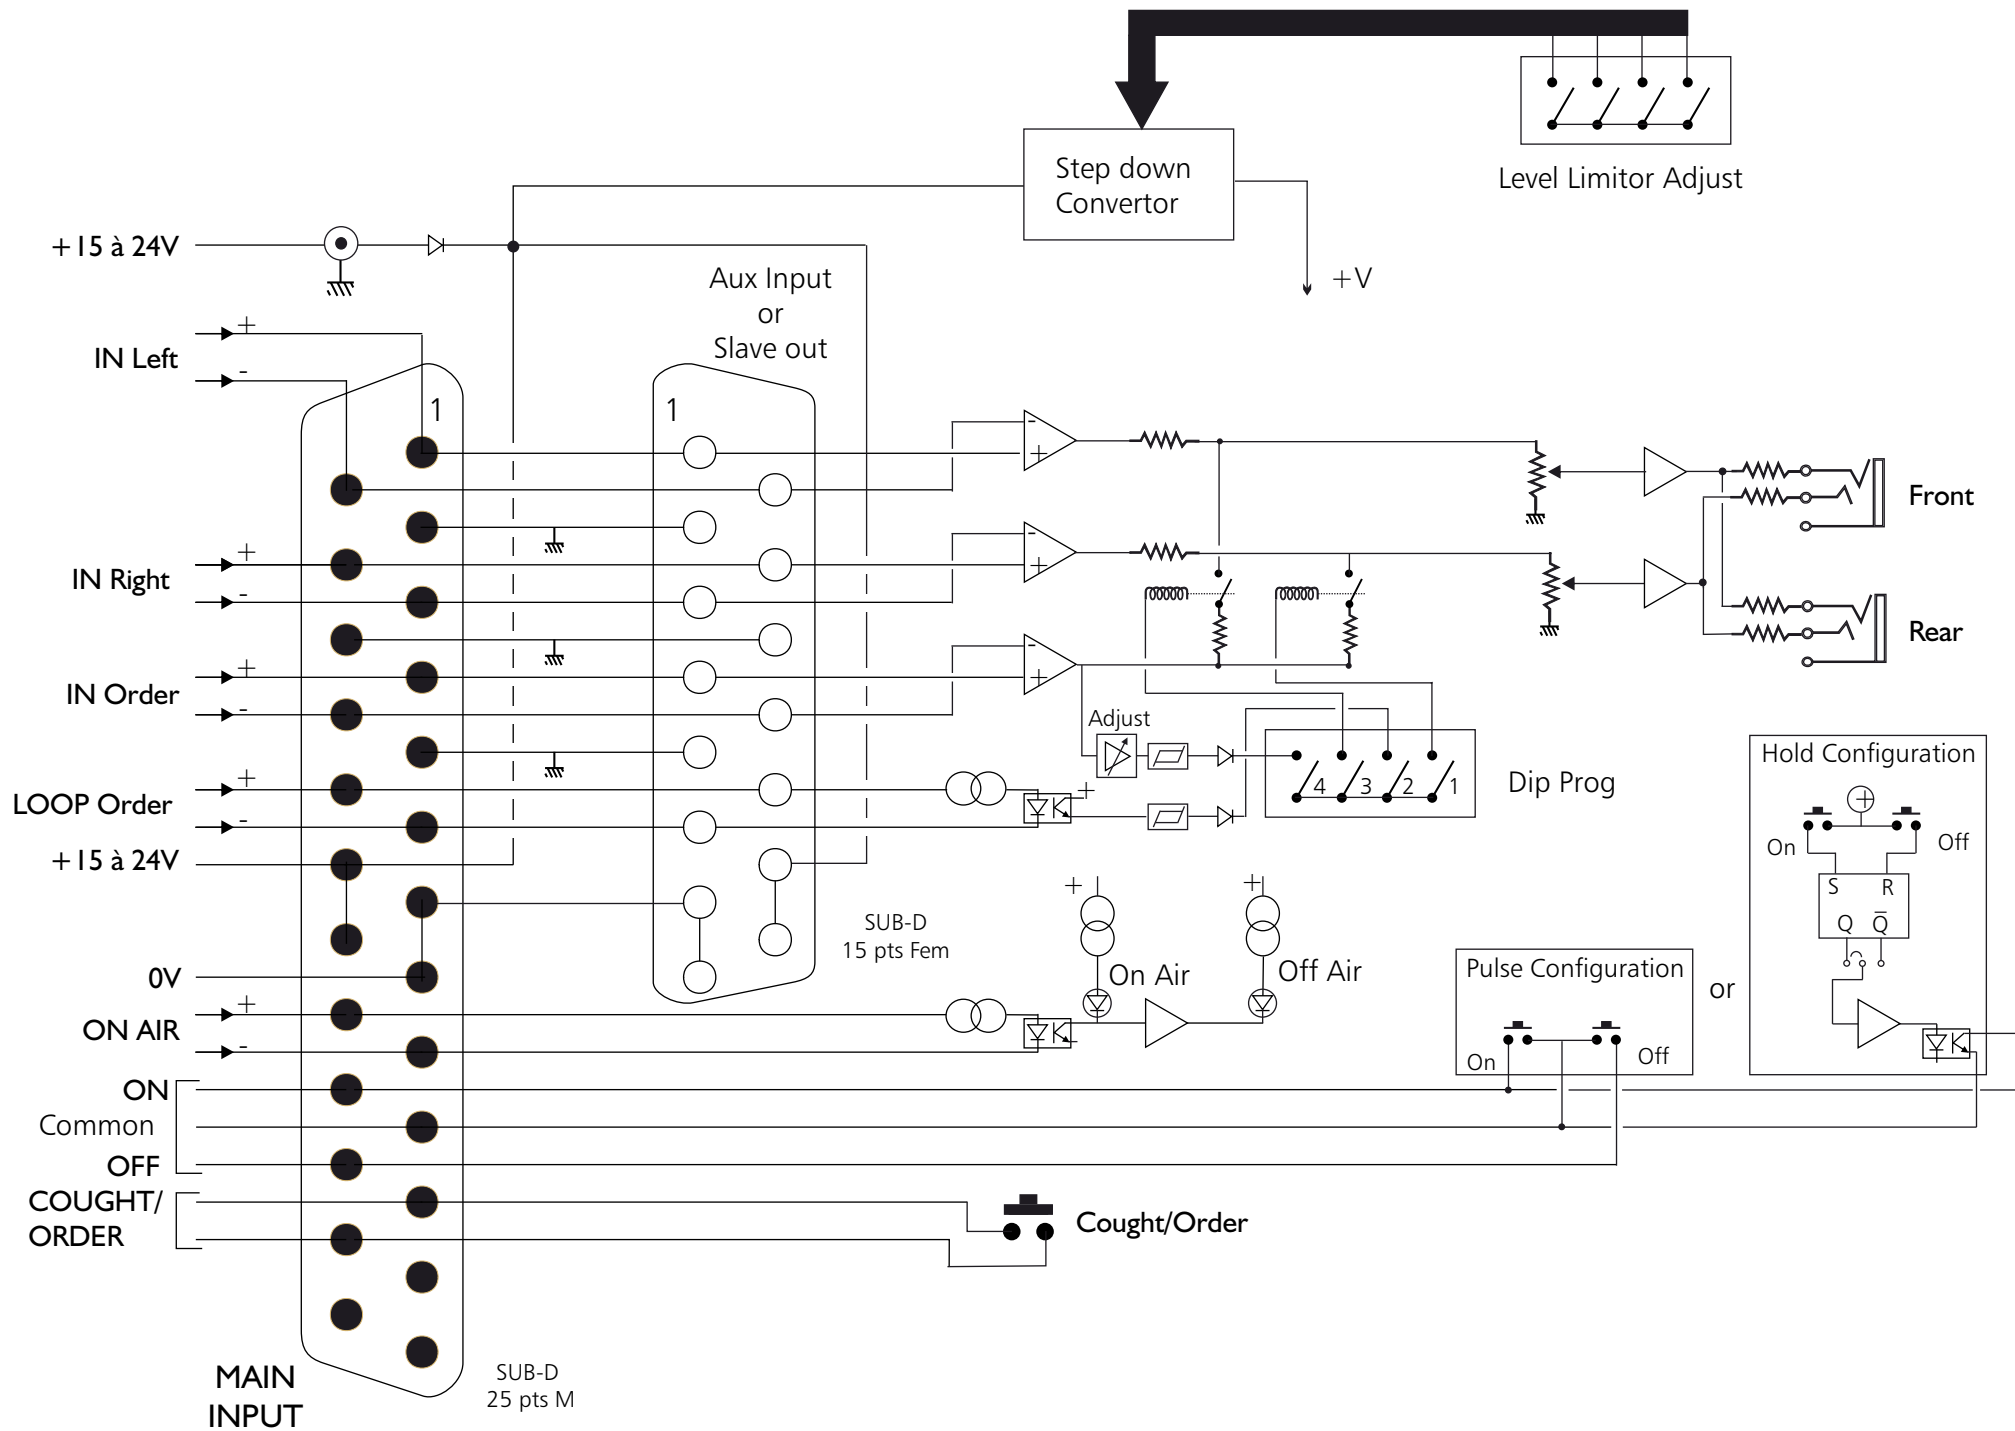 Step down
Convertor
Level Limitor Adjust
+15 à 24V
+V
Aux Input
or
Slave out
+
IN Left
-
1
1
-
+
Front
+
IN Right
-
-
+
Rear
+
IN Order
-
-
+
Adjust
4 3 2 1
Dip Prog
Hold Configuration
On
Off
S R
Q Q̅
+
LOOP Order
-
+
+15 à 24V
SUB-D
15 pts Fem
+
On Air
+
Off Air
Pulse Configuration
On
Off
or
0V
+
ON AIR
-
ON
Common
OFF
COUGHT/
ORDER
Cought/Order
SUB-D
25 pts M
MAIN
INPUT